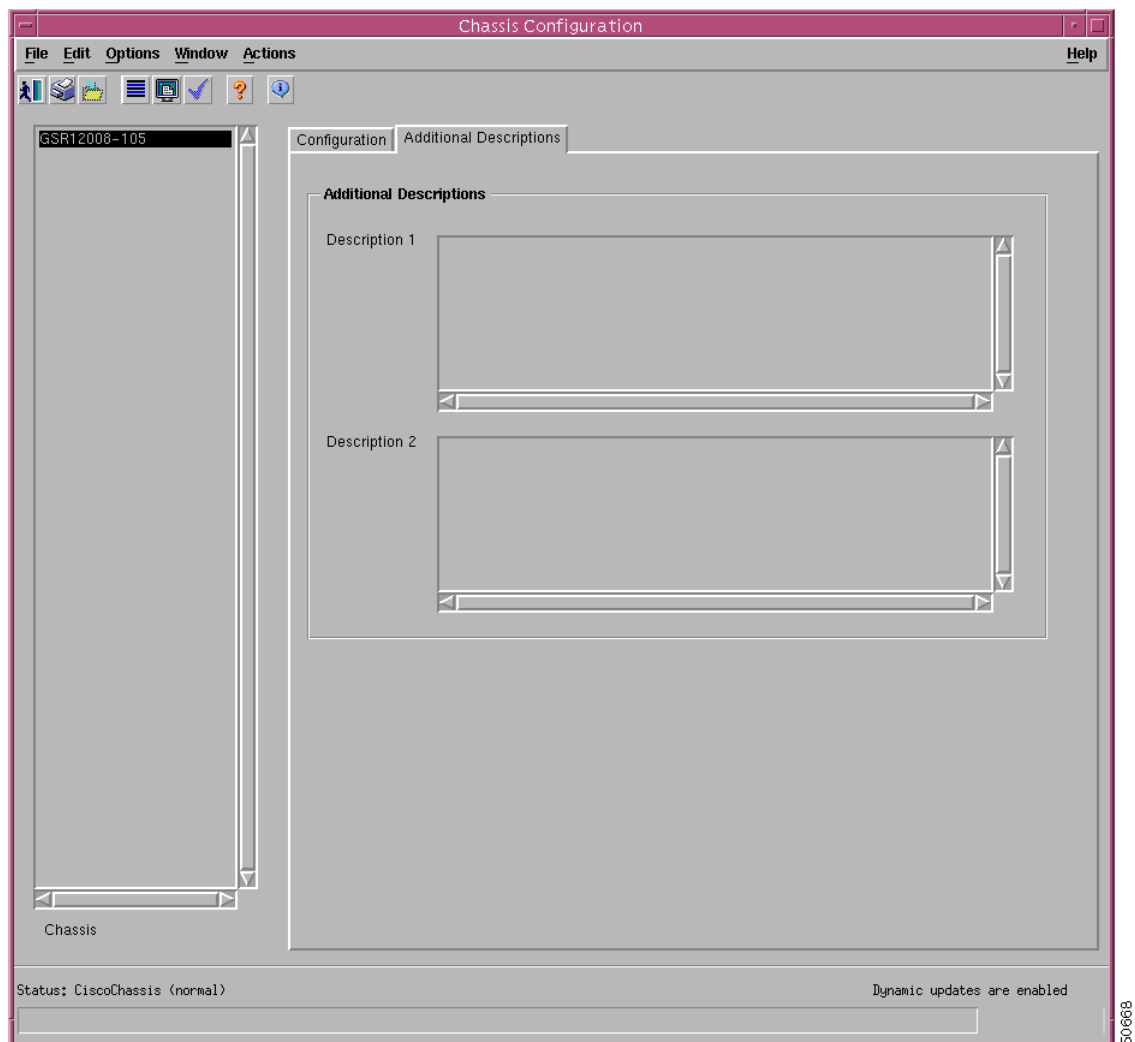 Chassis Configuration
File Edit Options Window Actions Help
GSR12008-105
Configuration Additional Descriptions
Additional Descriptions
Description 1
Description 2
Chassis
Status: CiscoChassis (normal) Dynamic updates are enabled
50668